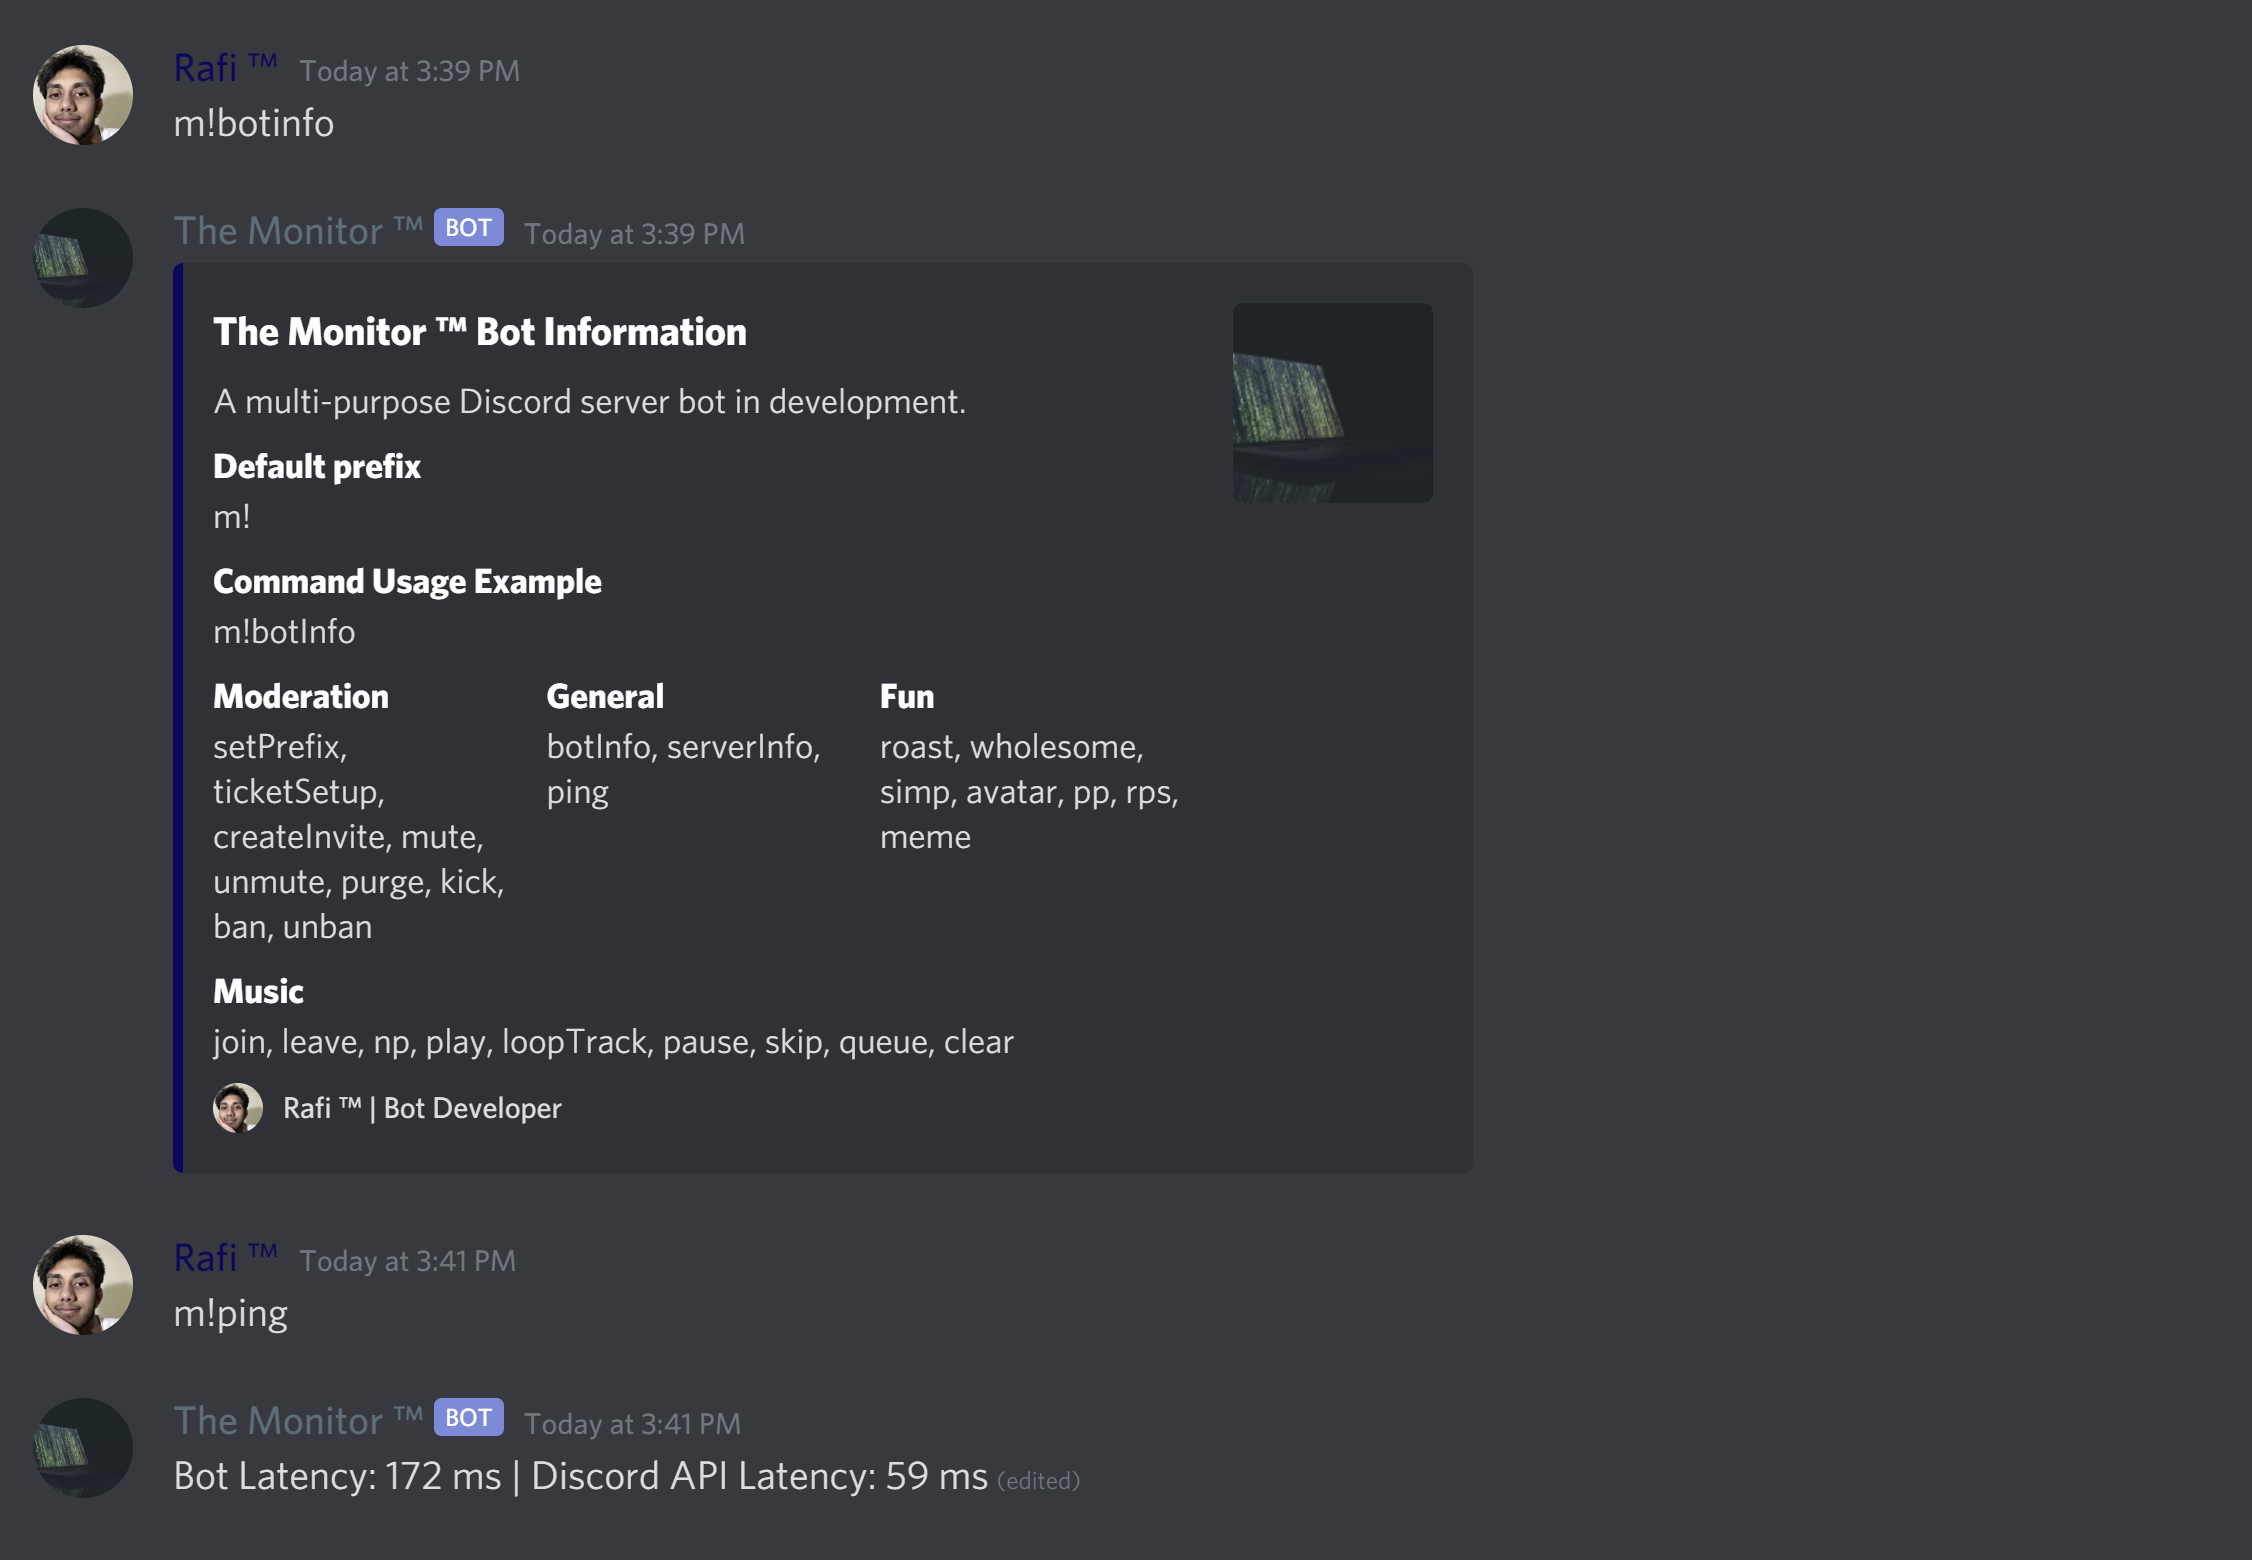 Rafi ™ Today at 3:39 PM
m!botinfo
The Monitor ™ BOT Today at 3:39 PM
The Monitor ™ Bot Information
A multi-purpose Discord server bot in development.
Default prefix
m!
Command Usage Example
m!botInfo
Moderation
setPrefix,
ticketSetup,
createInvite, mute,
unmute, purge, kick,
ban, unban
General
botInfo, serverInfo,
ping
Fun
roast, wholesome,
simp, avatar, pp, rps,
meme
Music
join, leave, np, play, loopTrack, pause, skip, queue, clear
Rafi ™ | Bot Developer
Rafi ™ Today at 3:41 PM
m!ping
The Monitor ™ BOT Today at 3:41 PM
Bot Latency: 172 ms | Discord API Latency: 59 ms (edited)